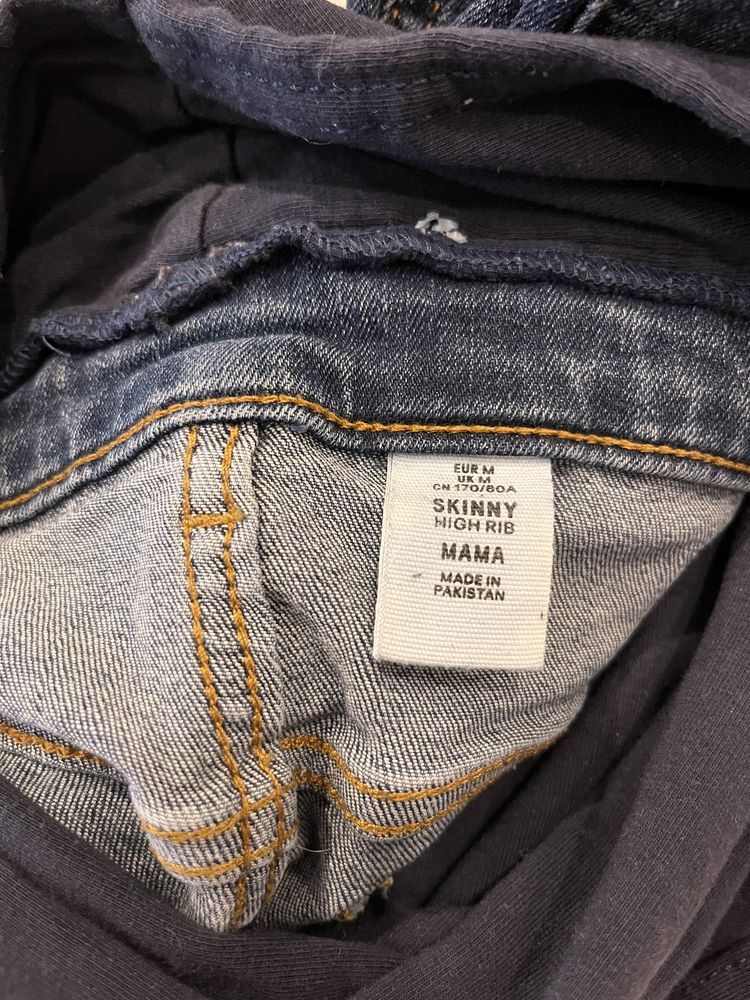 EUR M
UK M
CN 170/80A
SKINNY
HIGH RIB
MAMA
MADE IN
PAKISTAN